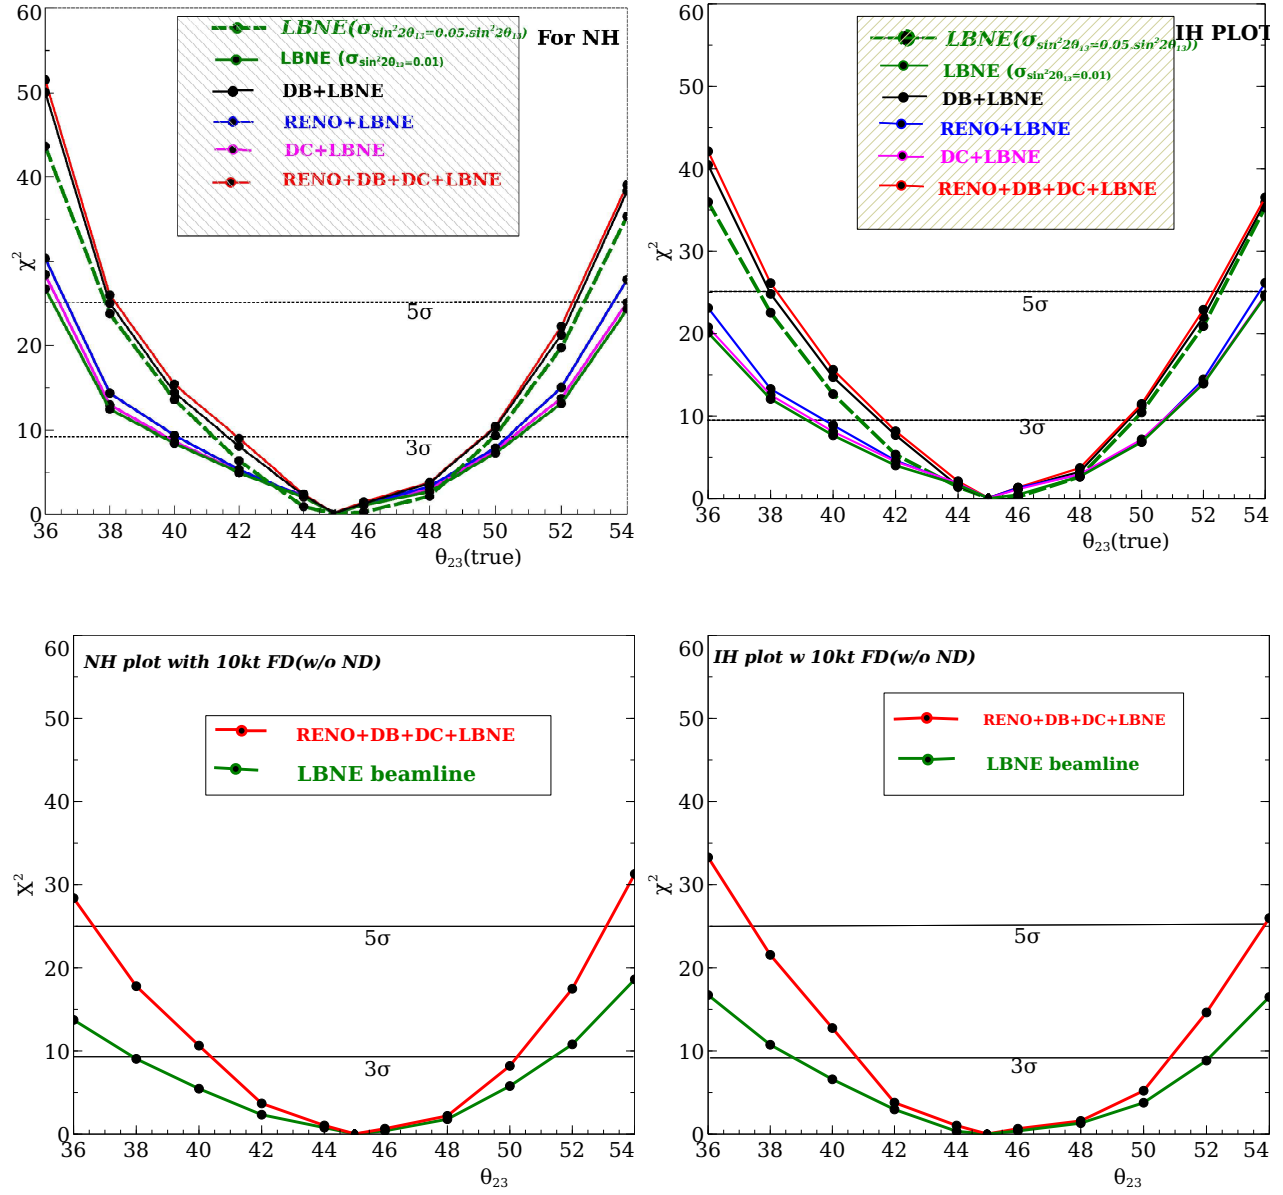 For NH
LBNE(σsin²2θ₁₃=0.05.sin²2θ₁₃)
LBNE (σsin²2θ₁₃=0.01)
DB+LBNE
RENO+LBNE
DC+LBNE
RENO+DB+DC+LBNE
60
50
40
30
20
10
0
χ²
5σ
3σ
36 38 40 42 44 46 48 50 52 54
θ₂₃(true)
IH PLOT
LBNE(σsin²2θ₁₃=0.05.sin²2θ₁₃))
LBNE (σsin²2θ₁₃=0.01)
DB+LBNE
RENO+LBNE
DC+LBNE
RENO+DB+DC+LBNE
60
50
40
30
20
10
0
χ²
5σ
3σ
36 38 40 42 44 46 48 50 52 54
θ₂₃(true)
NH plot with 10kt FD(w/o ND)
RENO+DB+DC+LBNE
LBNE beamline
60
50
40
30
20
10
0
X²
5σ
3σ
36 38 40 42 44 46 48 50 52 54
θ₂₃
IH plot w 10kt FD(w/o ND)
RENO+DB+DC+LBNE
LBNE beamline
60
50
40
30
20
10
0
χ²
5σ
3σ
36 38 40 42 44 46 48 50 52 54
θ₂₃